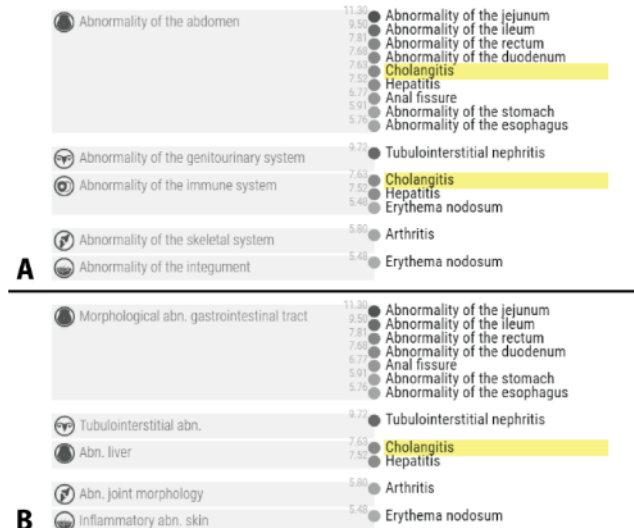 Abnormality of the abdomen
11.30 Abnormality of the jejunum
9.50 Abnormality of the ileum
7.81 Abnormality of the rectum
7.68 Abnormality of the duodenum
7.63 Cholangitis
7.52 Hepatitis
6.77 Anal fissure
5.91 Abnormality of the stomach
5.76 Abnormality of the esophagus
Abnormality of the genitourinary system
9.72 Tubulointerstitial nephritis
Abnormality of the immune system
7.63 Cholangitis
7.52 Hepatitis
5.48 Erythema nodosum
Abnormality of the skeletal system
5.80 Arthritis
A
Abnormality of the integument
5.48 Erythema nodosum
Morphological abn. gastrointestinal tract
11.30 Abnormality of the jejunum
9.50 Abnormality of the ileum
7.81 Abnormality of the rectum
7.68 Abnormality of the duodenum
6.77 Anal fissure
5.91 Abnormality of the stomach
5.76 Abnormality of the esophagus
Tubulointerstitial abn.
9.72 Tubulointerstitial nephritis
Abn. liver
7.63 Cholangitis
7.52 Hepatitis
Abn. joint morphology
5.80 Arthritis
B
Inflammatory abn. skin
5.48 Erythema nodosum